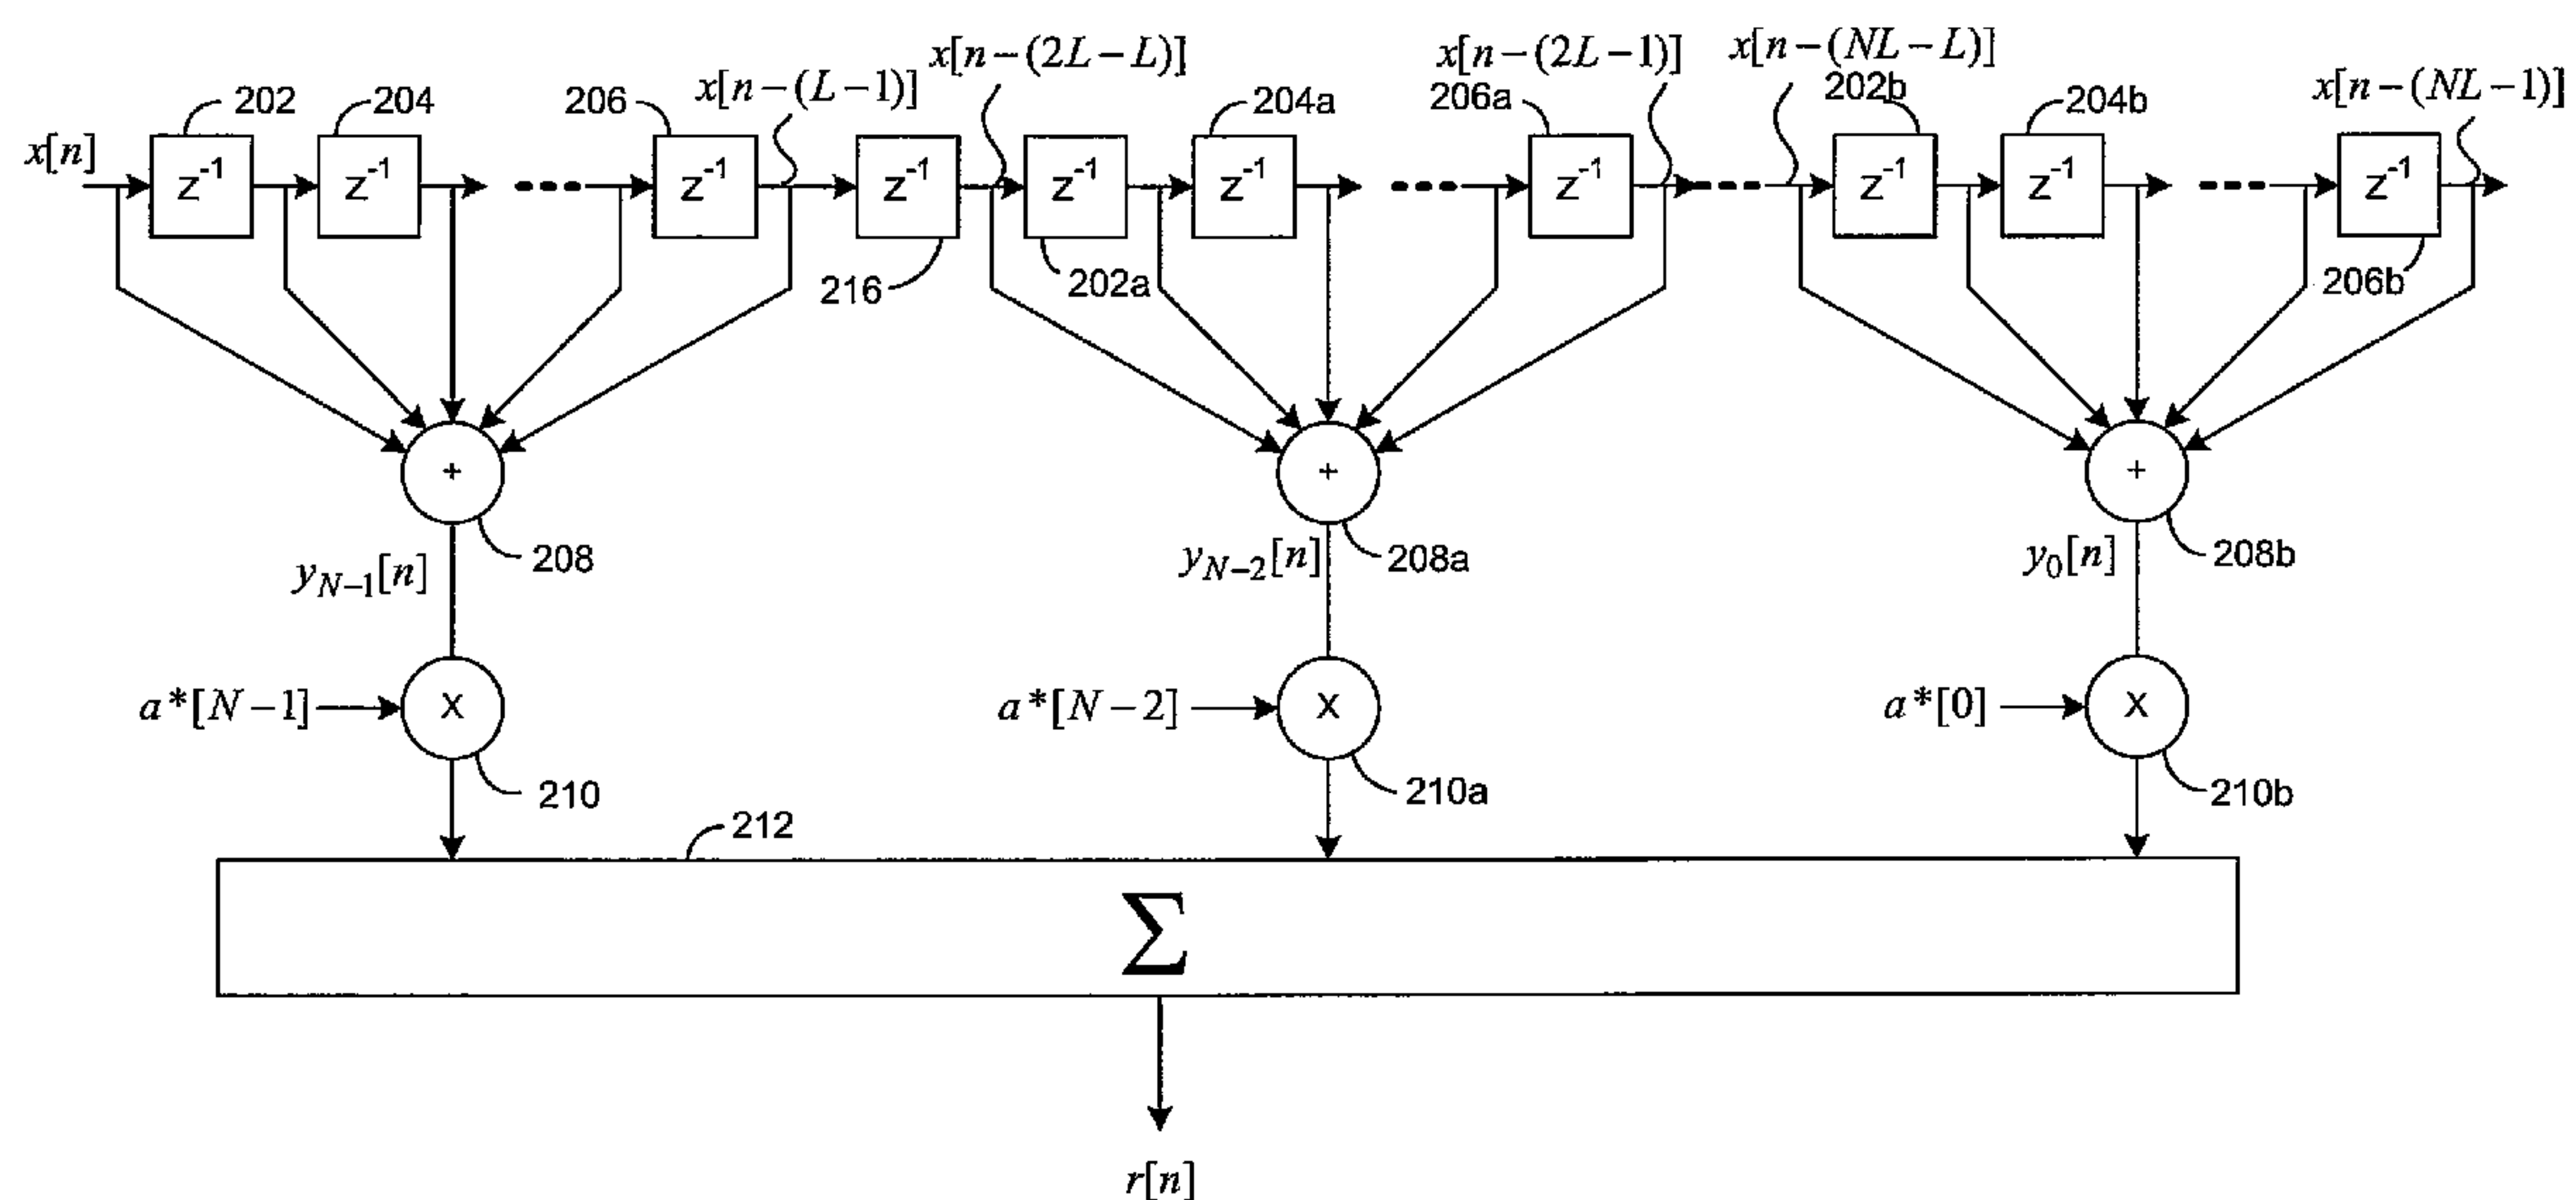 x[n-(2L-L)] x[n-(2L-1)] x[n-(NL-L)]
202 204 206 x[n-(L-1)] 204a 206a 202b 204b x[n-(NL-1)]
x[n] z⁻¹ z⁻¹ z⁻¹ z⁻¹ z⁻¹ z⁻¹ z⁻¹ z⁻¹ z⁻¹ z⁻¹
216 202a 206b
+ + +
208 208a 208b
y_{N-1}[n] y_{N-2}[n] y_0[n]
a*[N-1] X a*[N-2] X a*[0] X
210 210a 210b
212
Σ
r[n]